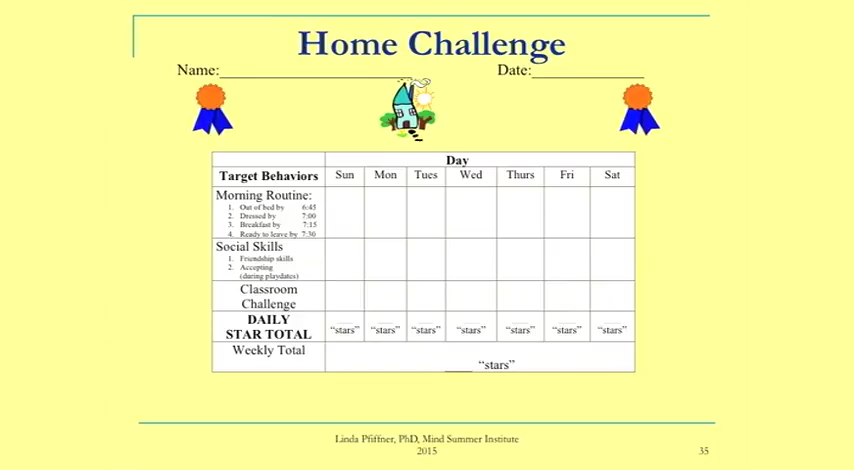 Home Challenge
Name:________________________ Date:______________
Day
Target Behaviors Sun Mon Tues Wed Thurs Fri Sat
Morning Routine:
1. Out of bed by 6:45
2. Dressed by 7:00
3. Breakfast by 7:15
4. Ready to leave by 7:30
Social Skills
1. Friendship skills
2. Accepting
(during playdates)
Classroom
Challenge
DAILY
STAR TOTAL “stars” “stars” “stars” “stars” “stars” “stars” “stars”
Weekly Total
____ “stars”
Linda Pfiffner, PhD, Mind Summer Institute
2015
35